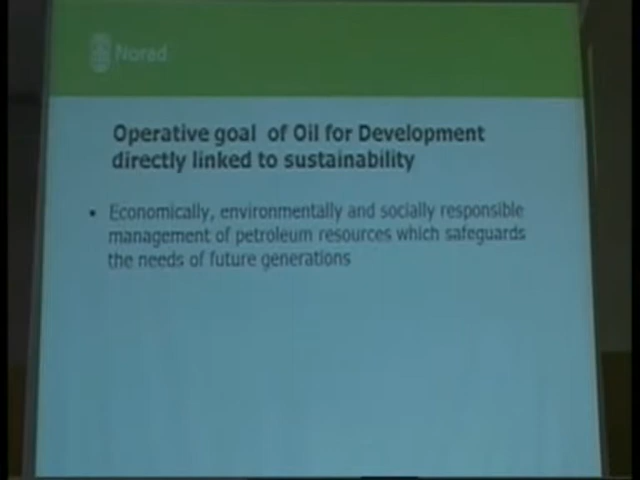 Norad
Operative goal of Oil for Development
directly linked to sustainability
• Economically, environmentally and socially responsible
management of petroleum resources which safeguards
the needs of future generations